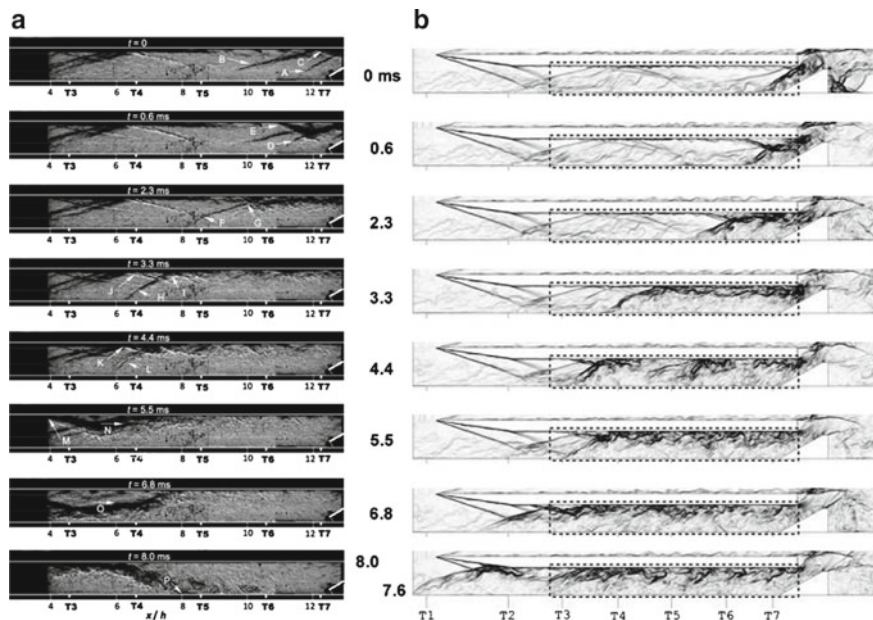 a
b
t = 0
B
C
A
4 T3 6 T4 8 T5 10 T6 12 T7
0 ms
t = 0.6 ms
E
D
4 T3 6 T4 8 T5 10 T6 12 T7
0.6
t = 2.3 ms
F
G
4 T3 6 T4 8 T5 10 T6 12 T7
2.3
t = 3.3 ms
J
H
I
4 T3 6 T4 8 T5 10 T6 12 T7
3.3
t = 4.4 ms
K
L
4 T3 6 T4 8 T5 10 T6 12 T7
4.4
t = 5.5 ms
M
N
4 T3 6 T4 8 T5 10 T6 12 T7
5.5
t = 6.8 ms
O
4 T3 6 T4 8 T5 10 T6 12 T7
6.8
t = 8.0 ms
P
4 T3 6 T4 8 T5 10 T6 12 T7
x/h
8.0
7.6
T1 T2 T3 T4 T5 T6 T7